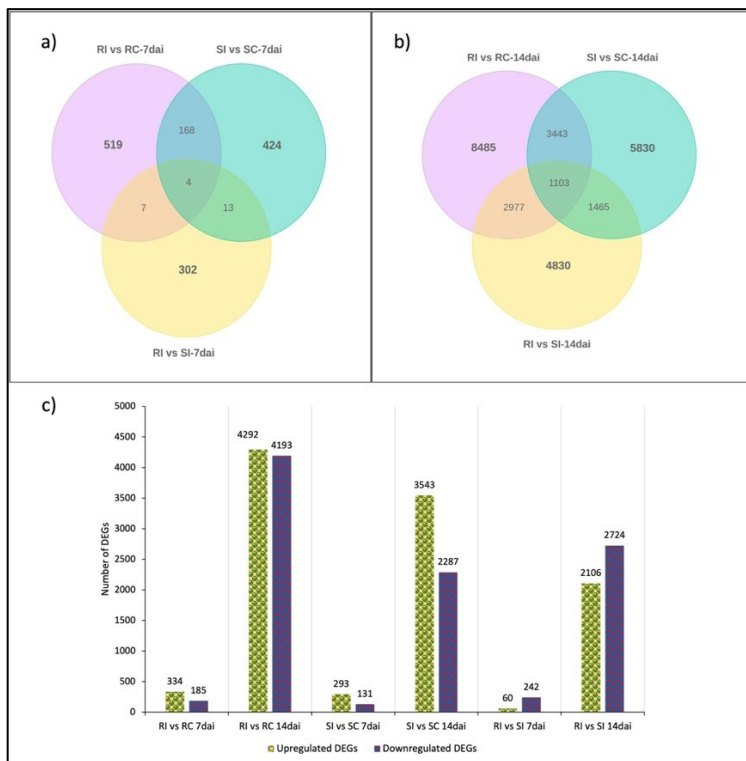 a)
RI vs RC-7dai
SI vs SC-7dai
519
168
424
4
7
13
302
RI vs SI-7dai
b)
RI vs RC-14dai
SI vs SC-14dai
8485
3443
5830
1103
2977
1465
4830
RI vs SI-14dai
c)
Number of DEGs
5000
4500
4000
3500
3000
2500
2000
1500
1000
500
0
334
185
4292
4193
293
131
3543
2287
60
242
2106
2724
RI vs RC 7dai
RI vs RC 14dai
SI vs SC 7dai
SI vs SC 14dai
RI vs SI 7dai
RI vs SI 14dai
Upregulated DEGs
Downregulated DEGs